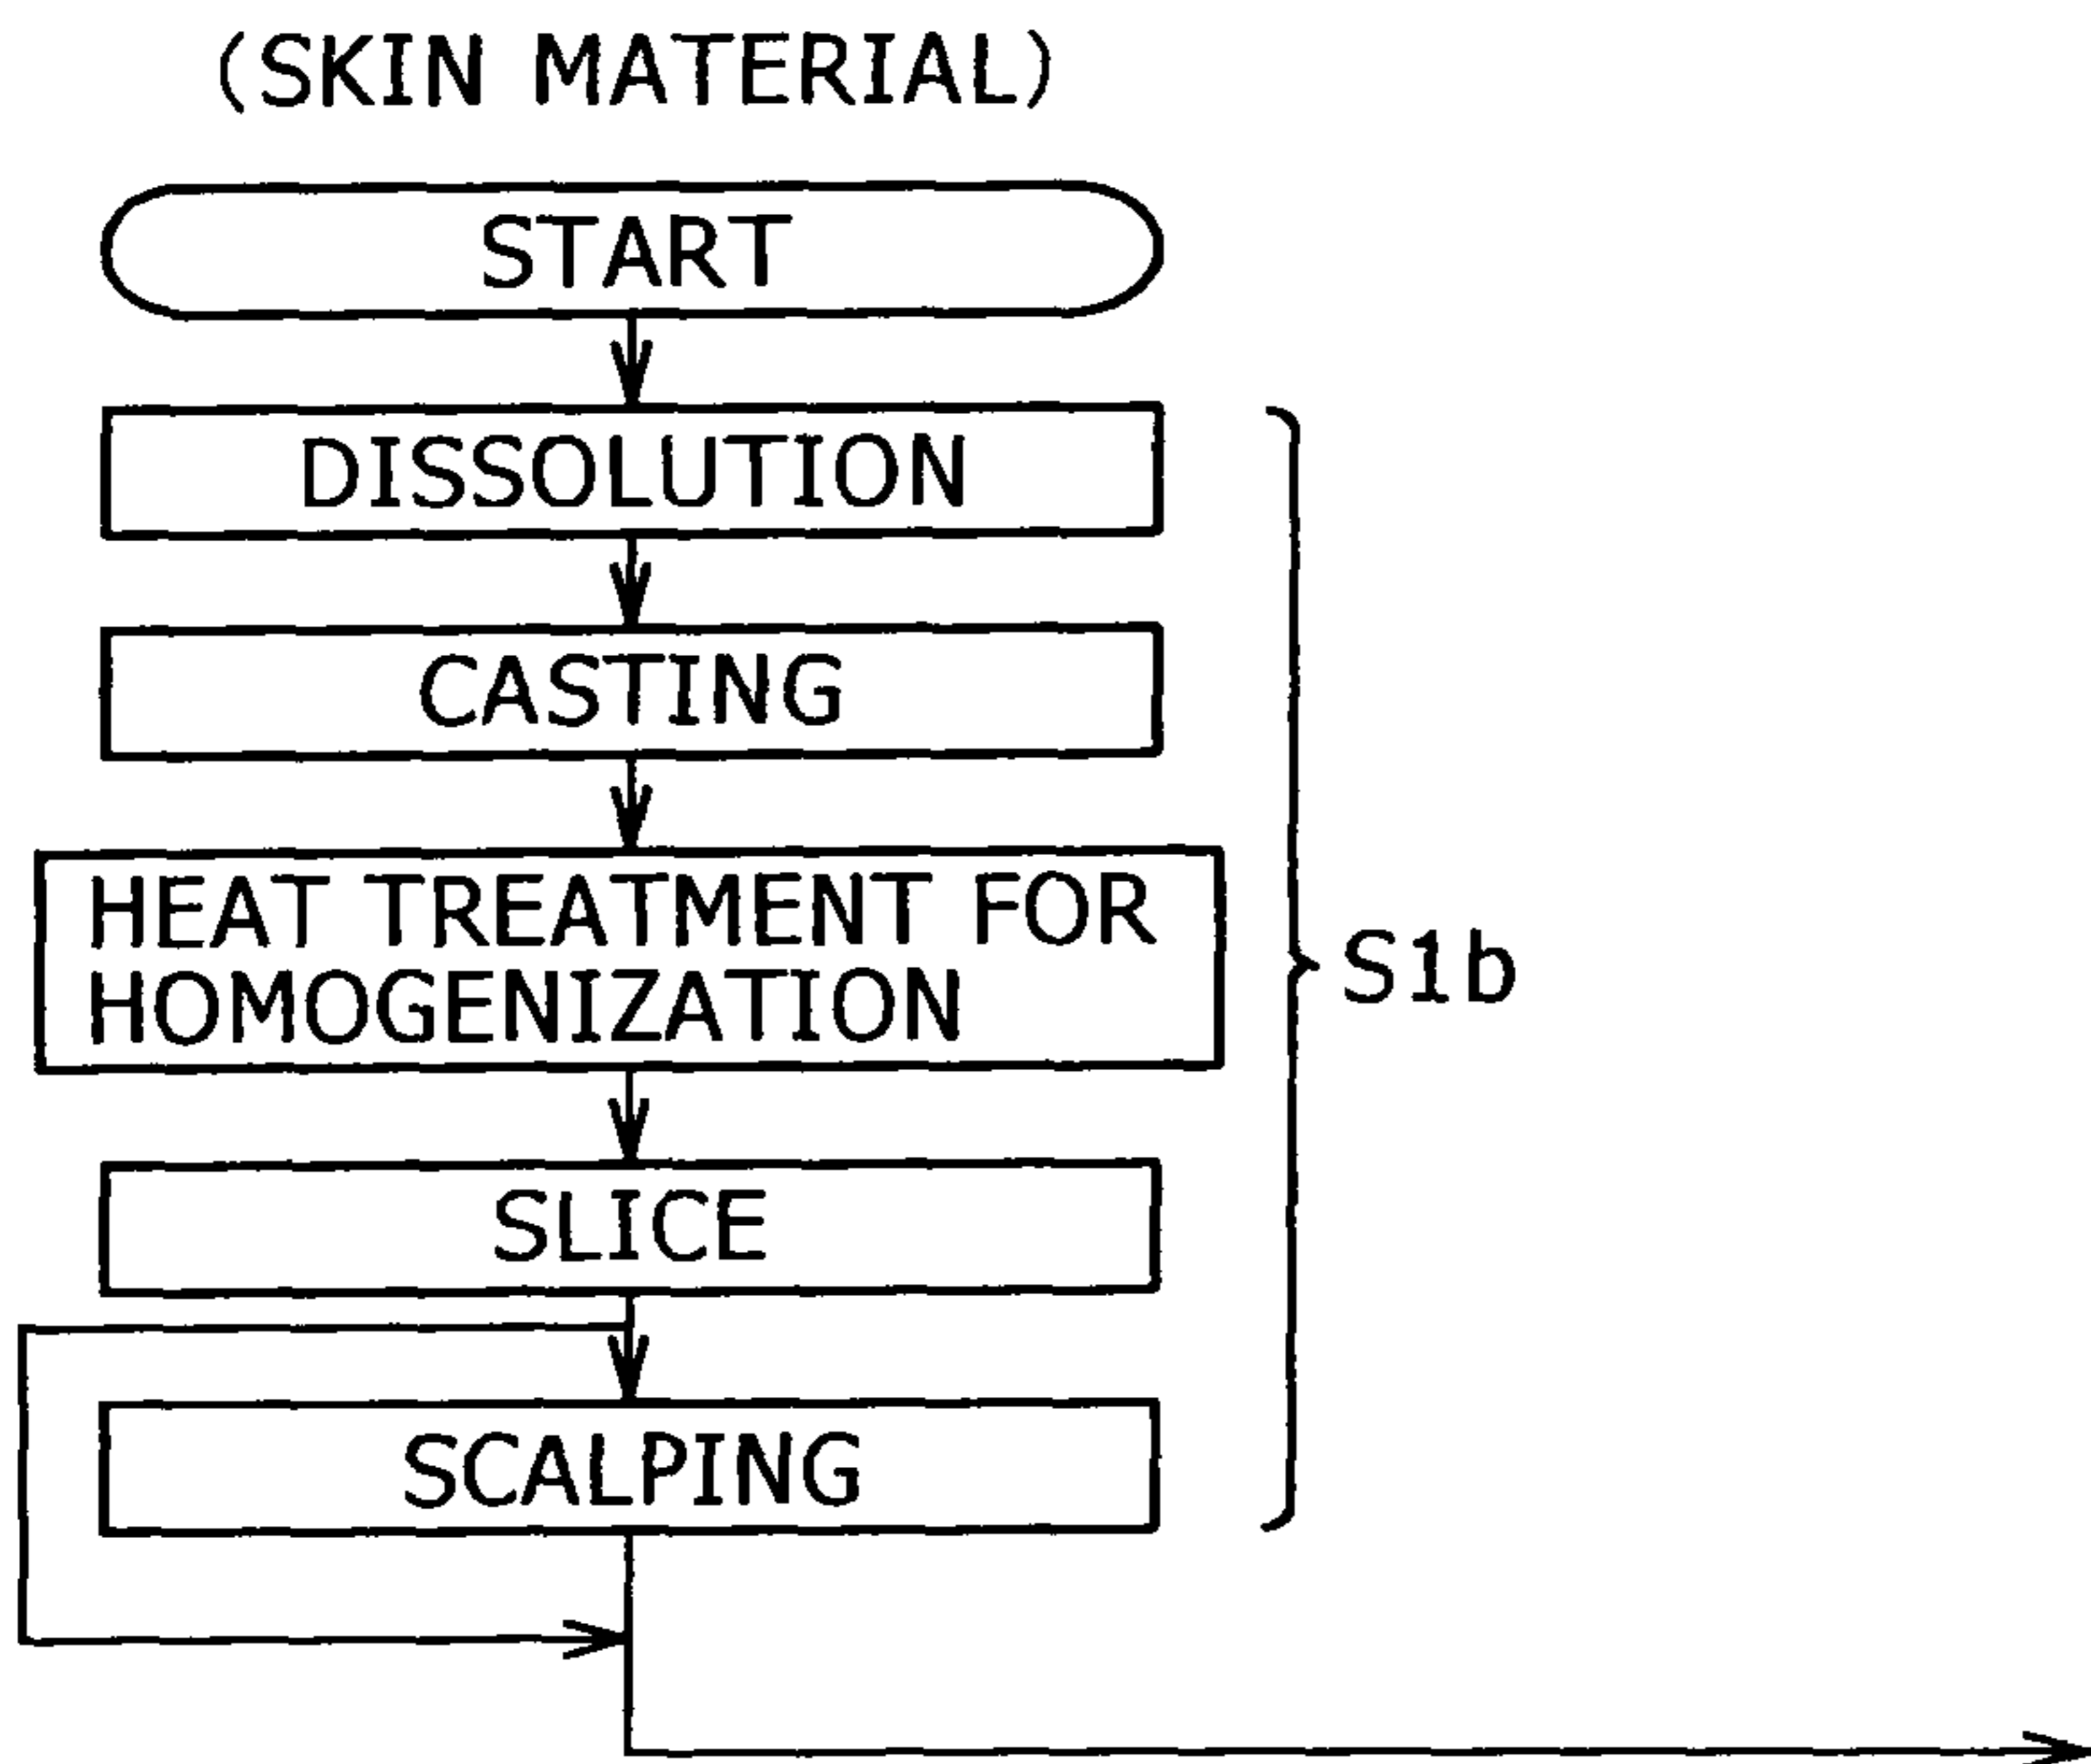 (SKIN MATERIAL)
START
DISSOLUTION
CASTING
HEAT TREATMENT FOR
HOMOGENIZATION
S1b
SLICE
SCALPING